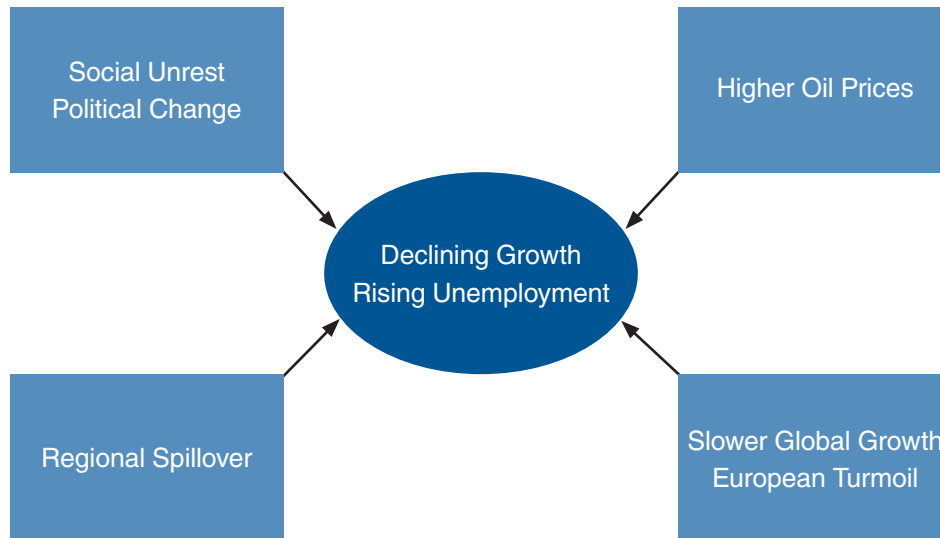 Social Unrest
Political Change
Higher Oil Prices
Declining Growth
Rising Unemployment
Regional Spillover
Slower Global Growth
European Turmoil